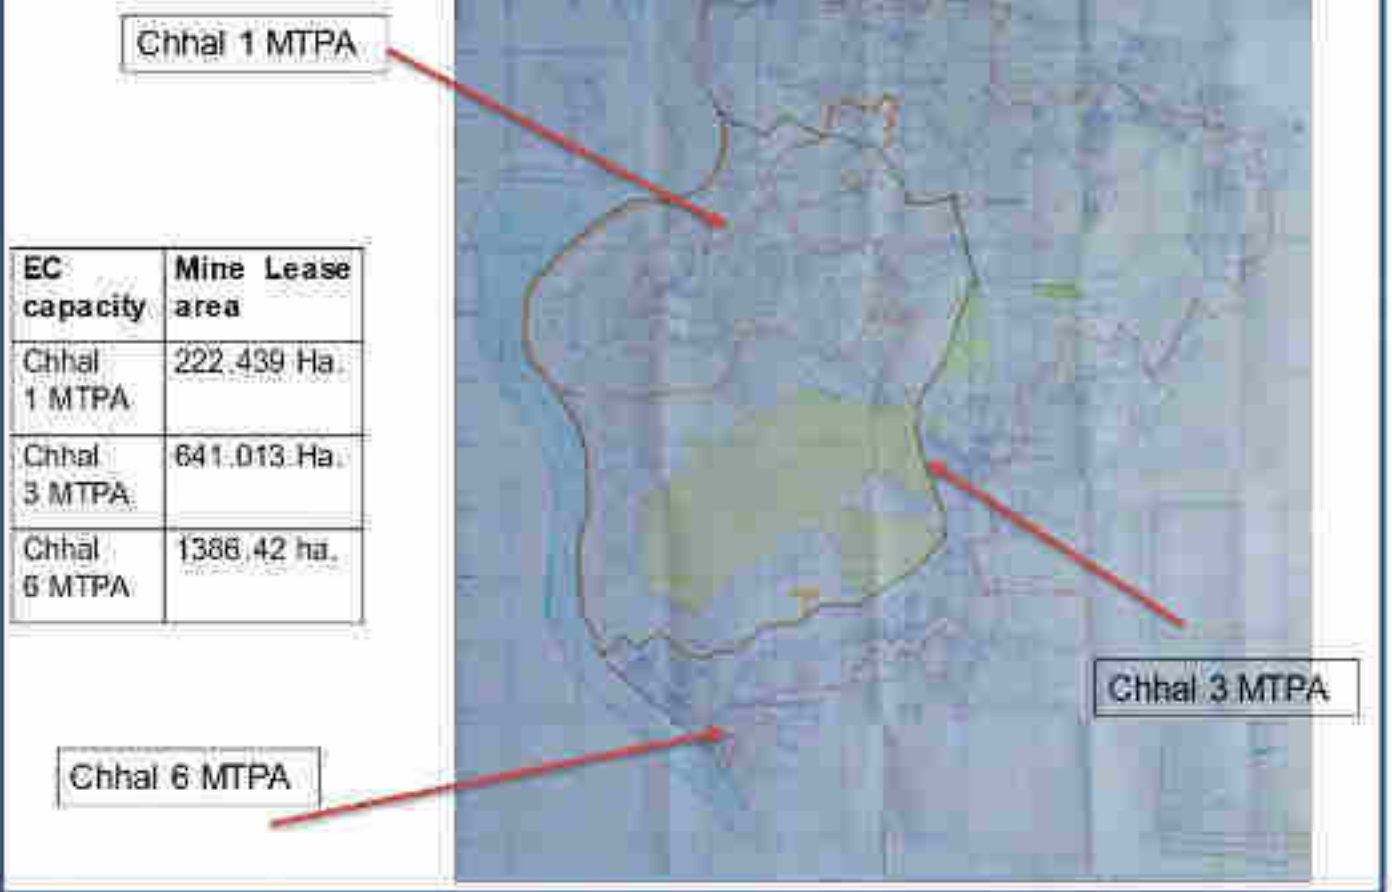 Chhal 1 MTPA
EC capacity | Mine Lease area
Chhal 1 MTPA | 222.439 Ha.
Chhal 3 MTPA | 641.013 Ha.
Chhal 6 MTPA | 1386.42 ha.
Chhal 3 MTPA
Chhal 6 MTPA